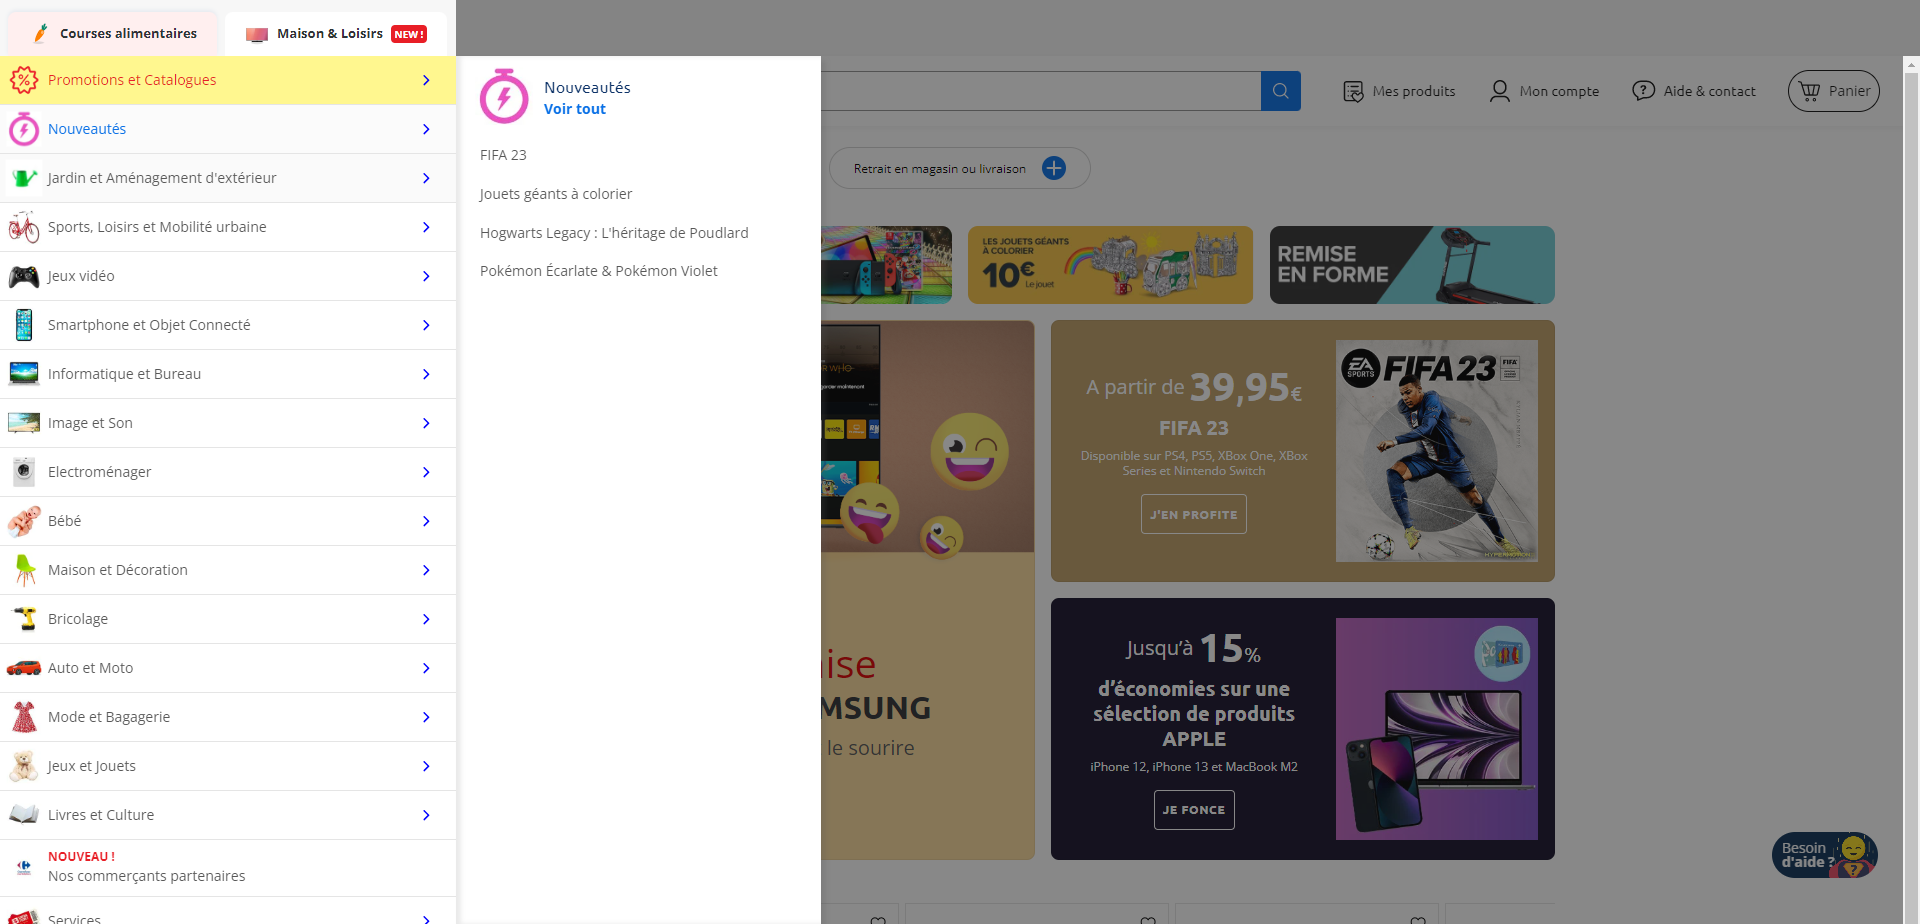 Courses alimentaires
Maison & Loisirs NEW !
Promotions et Catalogues
Nouveautés
Jardin et Aménagement d'extérieur
Sports, Loisirs et Mobilité urbaine
Jeux vidéo
Smartphone et Objet Connecté
Informatique et Bureau
Image et Son
Electroménager
Bébé
Maison et Décoration
Bricolage
Auto et Moto
Mode et Bagagerie
Jeux et Jouets
Livres et Culture
NOUVEAU !
Nos commerçants partenaires
Services
Nouveautés
Voir tout
FIFA 23
Jouets géants à colorier
Hogwarts Legacy : L'héritage de Poudlard
Pokémon Écarlate & Pokémon Violet
Mes produits
Mon compte
Aide & contact
Panier
Retrait en magasin ou livraison
LES JOUETS GÉANTS
À COLORIER
10€
Le jouet
REMISE
EN FORME
MSUNG
le sourire
A partir de 39,95€
FIFA 23
Disponible sur PS4, PS5, XBox One, XBox
Series et Nintendo Switch
J'EN PROFITE
EA
SPORTS
FIFA 23
FIFA
HYPERMOTION
Jusqu'à 15%
d'économies sur une
sélection de produits
APPLE
iPhone 12, iPhone 13 et MacBook M2
JE FONCE
Besoin
d'aide ?